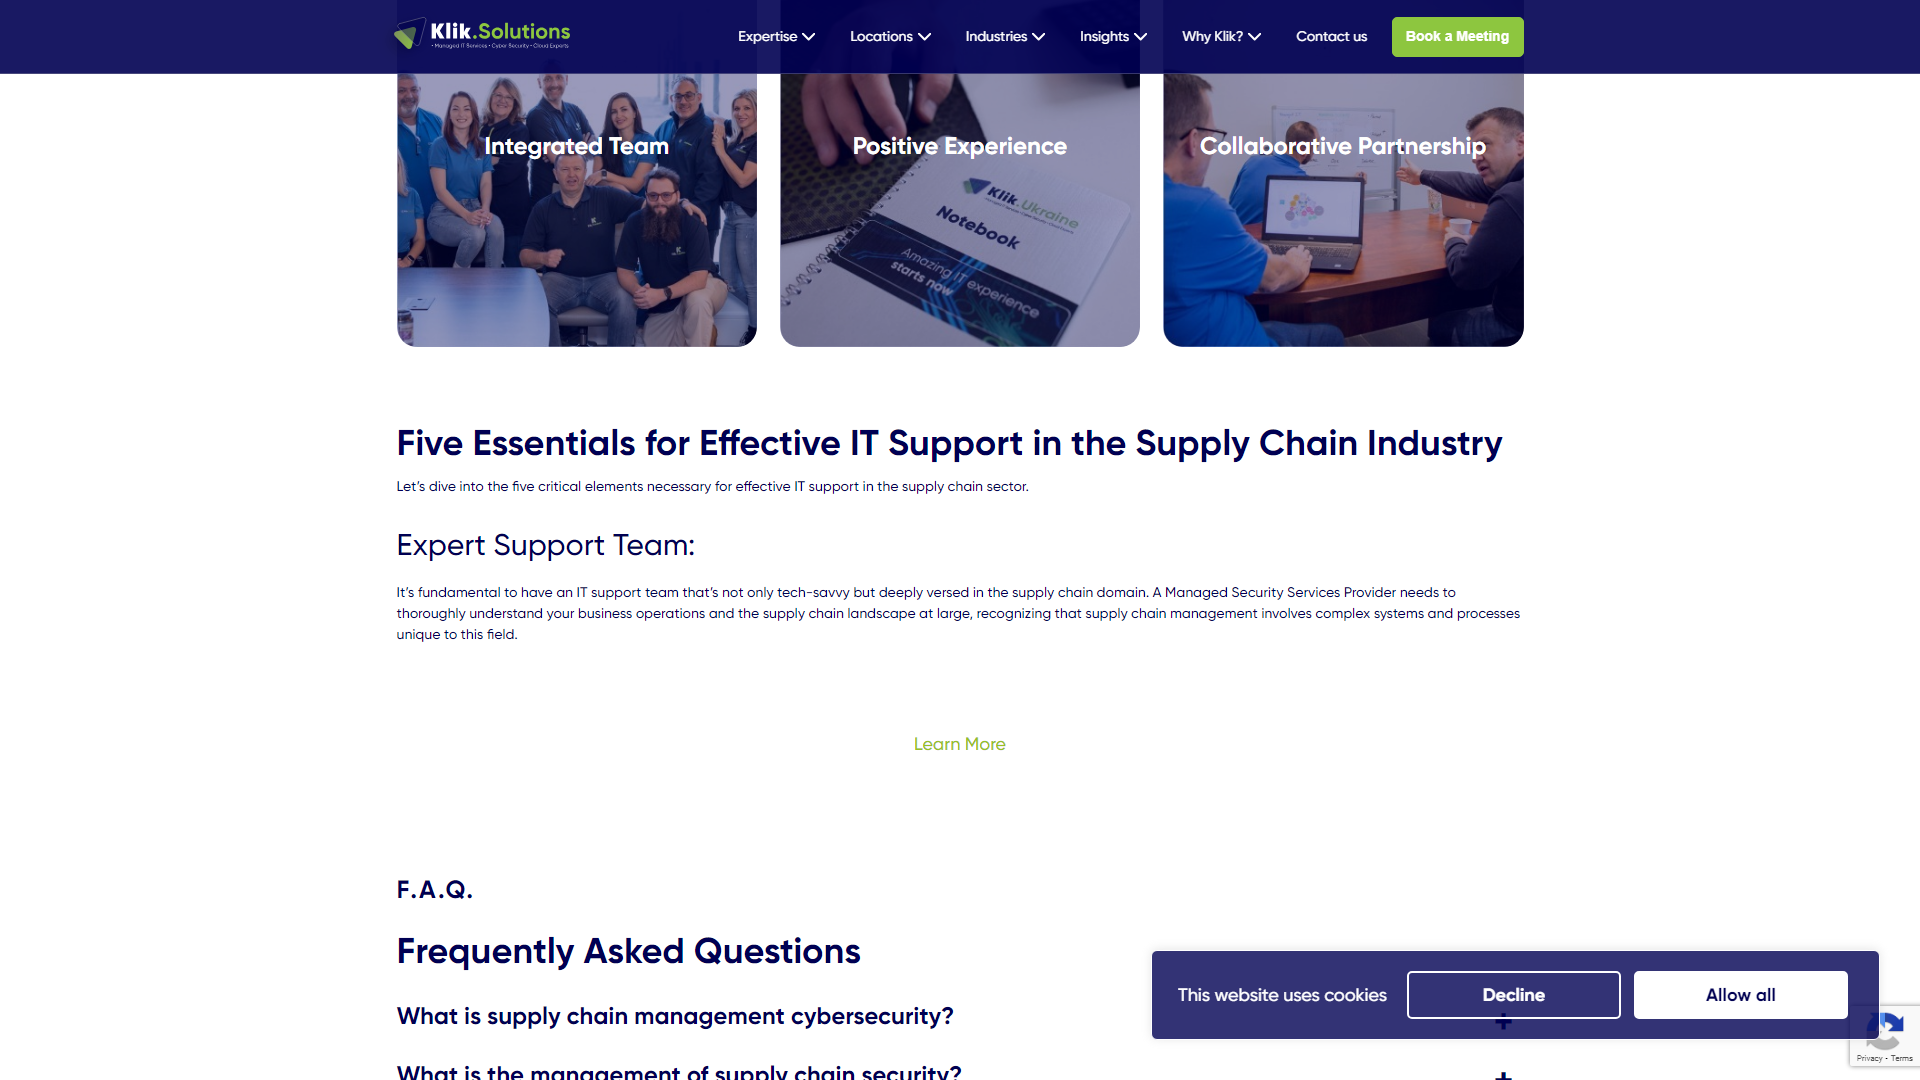 Klik.Solutions
• Managed IT Services • Cyber Security • Cloud Experts
Expertise
Locations
Industries
Insights
Why Klik?
Contact us
Book a Meeting
Integrated Team
Positive Experience
Collaborative Partnership
Klik.Ukraine
Notebook
Amazing IT experience
starts now
Five Essentials for Effective IT Support in the Supply Chain Industry
Let’s dive into the five critical elements necessary for effective IT support in the supply chain sector.
Expert Support Team:
It’s fundamental to have an IT support team that’s not only tech-savvy but deeply versed in the supply chain domain. A Managed Security Services Provider needs to
thoroughly understand your business operations and the supply chain landscape at large, recognizing that supply chain management involves complex systems and processes
unique to this field.
Learn More
F.A.Q.
Frequently Asked Questions
What is supply chain management cybersecurity?
+
What is the management of supply chain security?
+
This website uses cookies
Decline
Allow all
Privacy - Terms